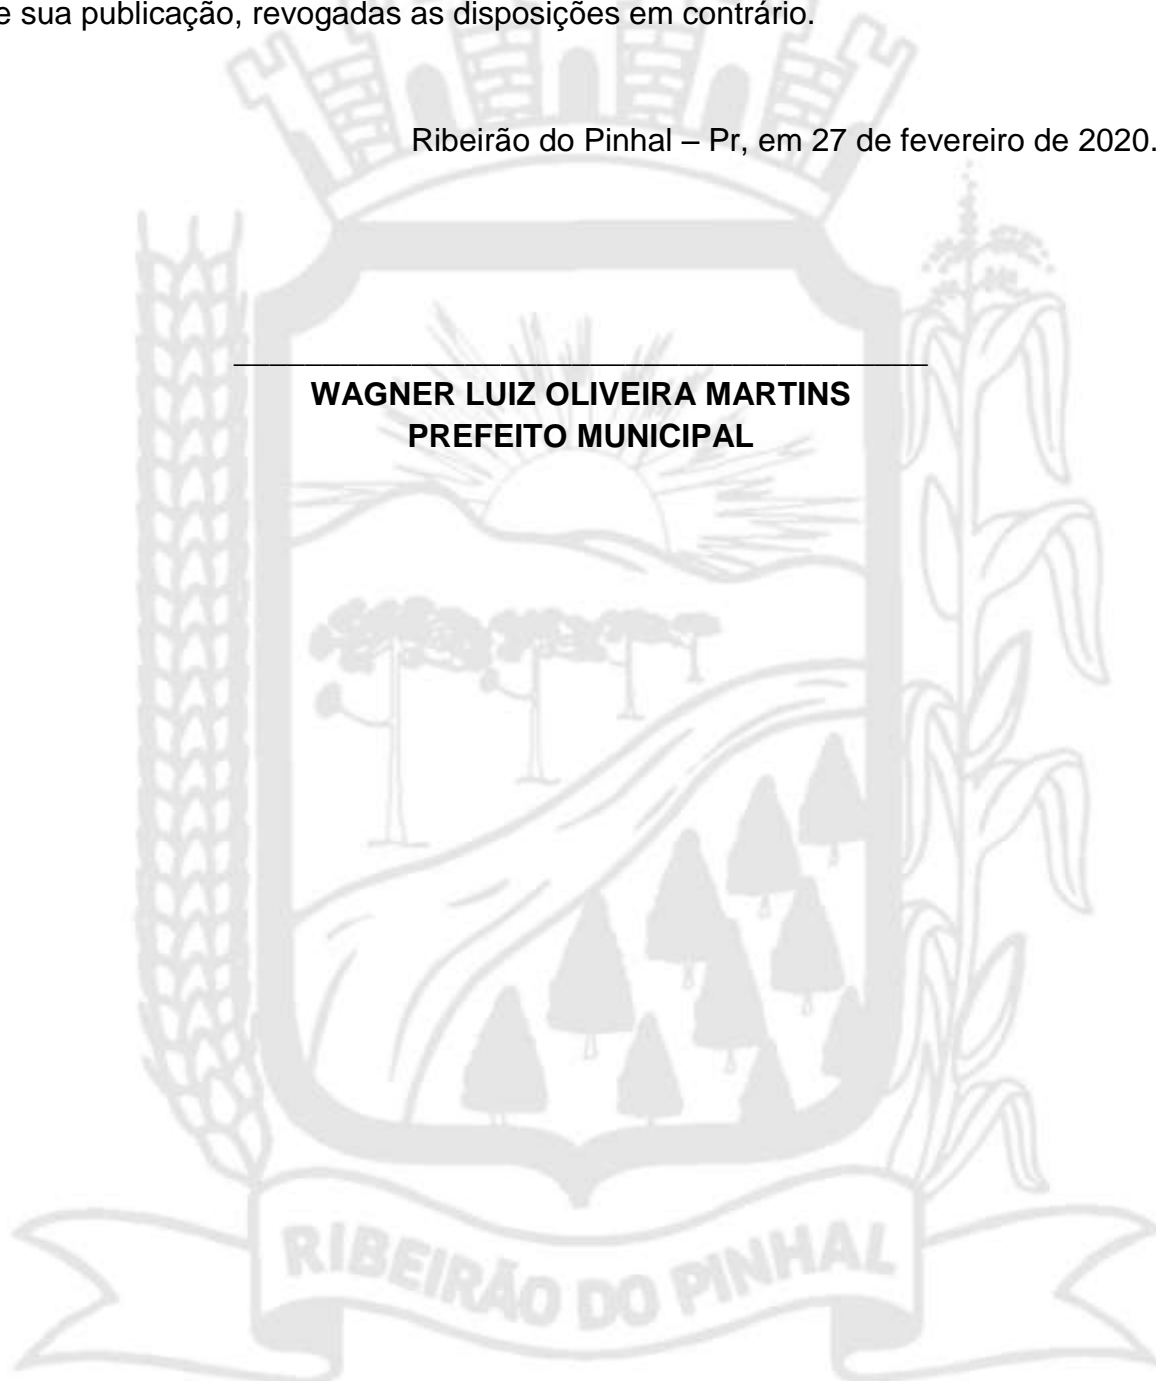 e sua publicação, revogadas as disposições em contrário.
Ribeirão do Pinhal – Pr, em 27 de fevereiro de 2020.
WAGNER LUIZ OLIVEIRA MARTINS
PREFEITO MUNICIPAL
RIBEIRÃO DO PINHAL